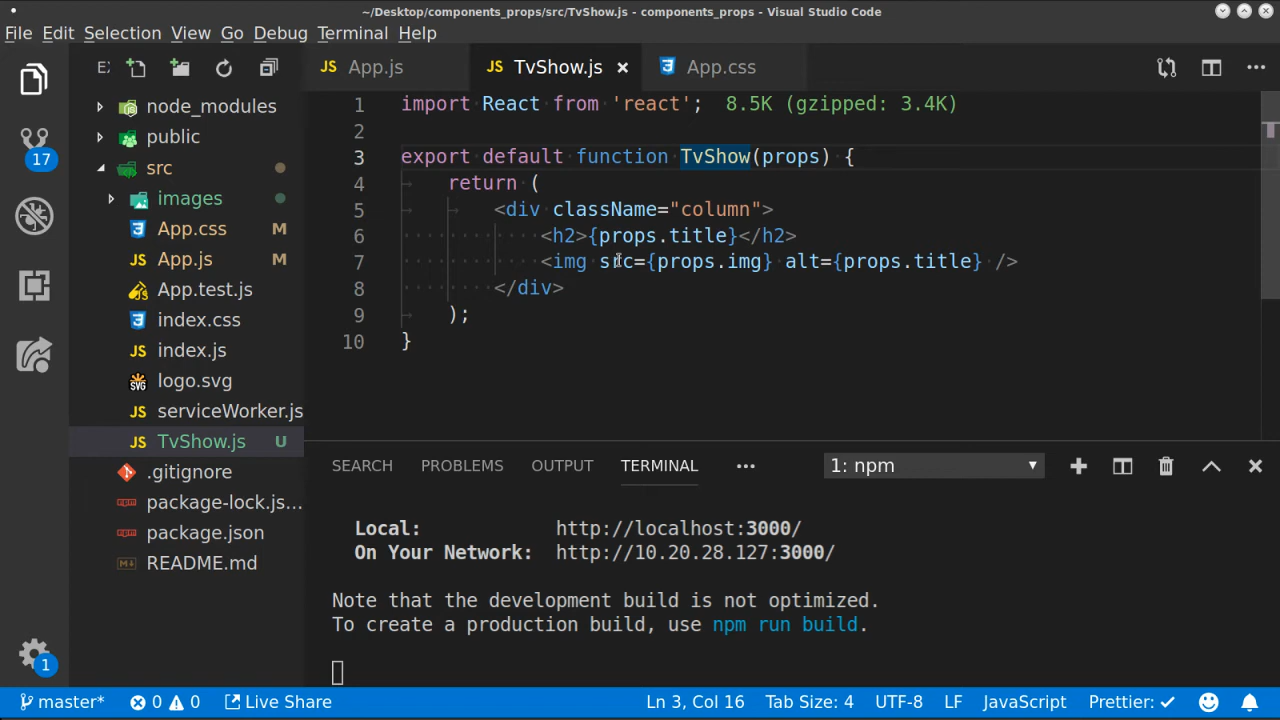 ~/Desktop/components_props/src/TvShow.js - components_props - Visual Studio Code
File Edit Selection View Go Debug Terminal Help
E:
JS App.js JS TvShow.js × App.css
node_modules
public
src
images
App.css M
JS App.js M
App.test.js
index.css
JS index.js
SVG logo.svg
JS serviceWorker.js
JS TvShow.js U
.gitignore
package-lock.js...
package.json
README.md
17
1
1 import React from 'react'; 8.5K (gzipped: 3.4K)
2
3 export default function TvShow(props) {
4 return (
5 <div className="column">
6 <h2>{props.title}</h2>
7 <img src={props.img} alt={props.title} />
8 </div>
9 );
10 }
SEARCH PROBLEMS OUTPUT TERMINAL ••• 1: npm
Local: http://localhost:3000/
On Your Network: http://10.20.28.127:3000/
Note that the development build is not optimized.
To create a production build, use npm run build.
master* 0 0 Live Share Ln 3, Col 16 Tab Size: 4 UTF-8 LF JavaScript Prettier: ✓